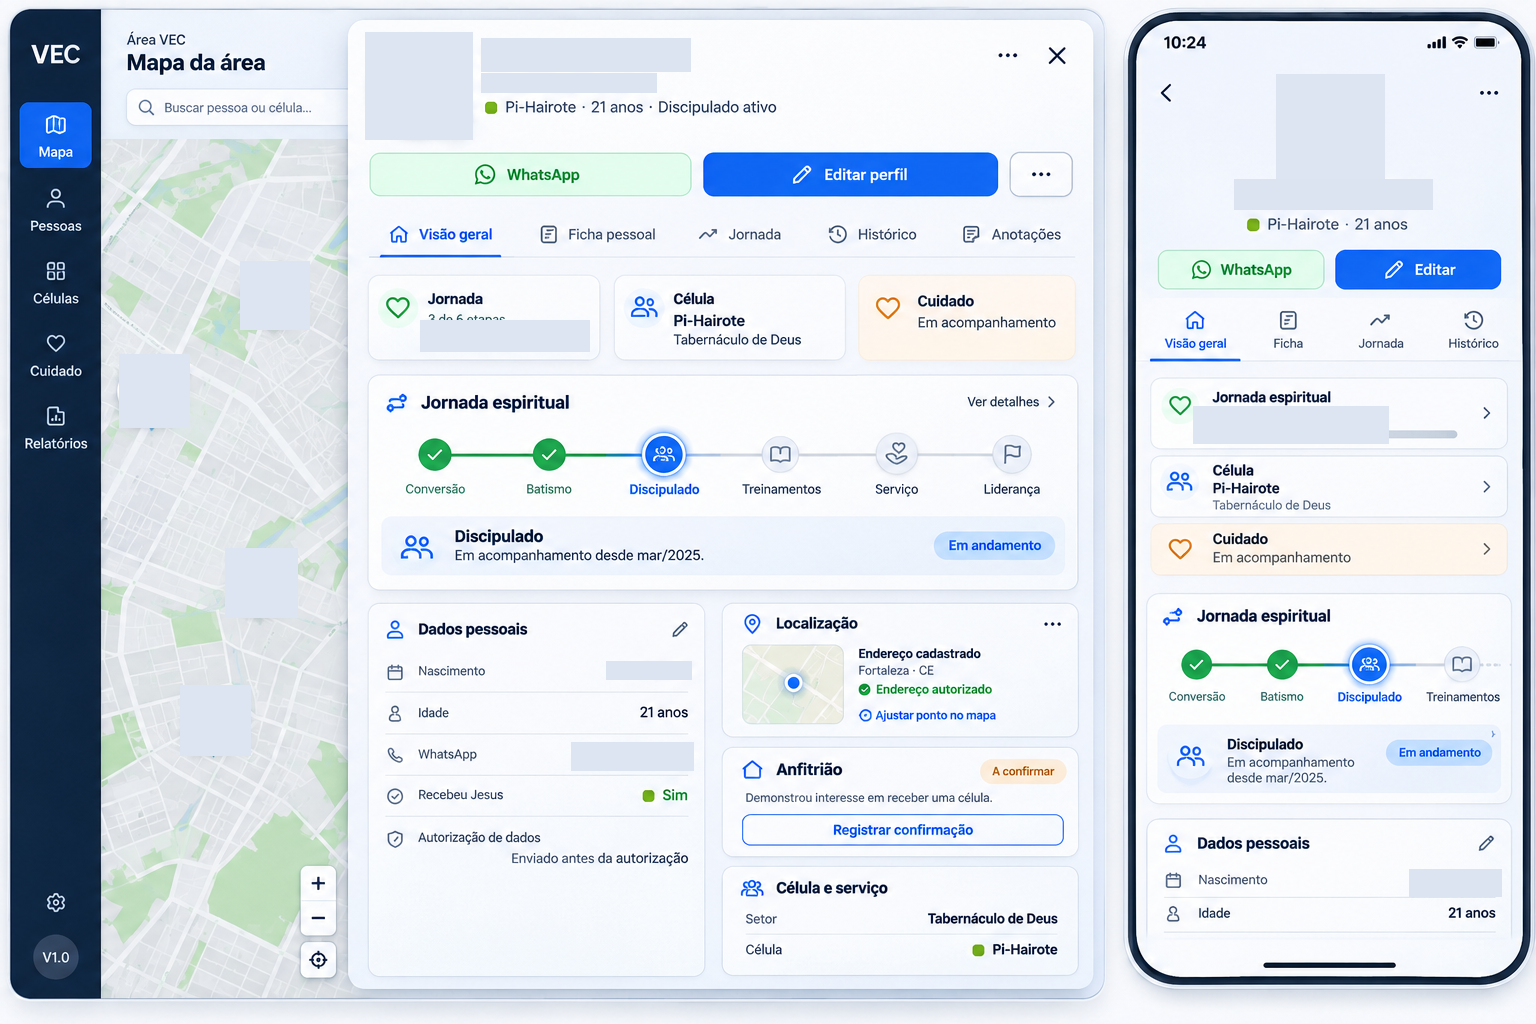 VEC
Mapa
Pessoas
Células
Cuidado
Relatórios
V1.0
Área VEC
Mapa da área
Buscar pessoa ou célula...
Pi-Hairote · 21 anos · Discipulado ativo
WhatsApp
Editar perfil
Visão geral
Ficha pessoal
Jornada
Histórico
Anotações
Jornada
3 de 6 etapas
Célula
Pi-Hairote
Tabernáculo de Deus
Cuidado
Em acompanhamento
Jornada espiritual
Ver detalhes
Conversão
Batismo
Discipulado
Treinamentos
Serviço
Liderança
Discipulado
Em acompanhamento desde mar/2025.
Em andamento
Dados pessoais
Nascimento
Idade
21 anos
WhatsApp
Recebeu Jesus
Sim
Autorização de dados
Enviado antes da autorização
Localização
Endereço cadastrado
Fortaleza · CE
Endereço autorizado
Ajustar ponto no mapa
Anfitrião
A confirmar
Demonstrou interesse em receber uma célula.
Registrar confirmação
Célula e serviço
Setor
Tabernáculo de Deus
Célula
Pi-Hairote
10:24
Pi-Hairote · 21 anos
WhatsApp
Editar
Visão geral
Ficha
Jornada
Histórico
Jornada espiritual
Célula
Pi-Hairote
Tabernáculo de Deus
Cuidado
Em acompanhamento
Jornada espiritual
Conversão
Batismo
Discipulado
Treinamentos
Discipulado
Em acompanhamento
desde mar/2025.
Em andamento
Dados pessoais
Nascimento
Idade
21 anos